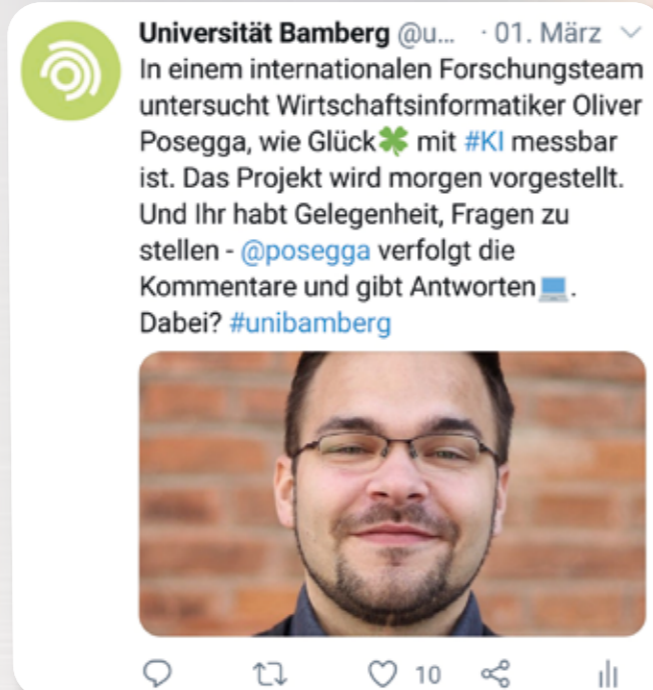 Universität Bamberg @u... · 01. März
In einem internationalen Forschungsteam
untersucht Wirtschaftsinformatiker Oliver
Posegga, wie Glück🍀 mit #KI messbar
ist. Das Projekt wird morgen vorgestellt.
Und Ihr habt Gelegenheit, Fragen zu
stellen - @posegga verfolgt die
Kommentare und gibt Antworten💻.
Dabei? #unibamberg
10